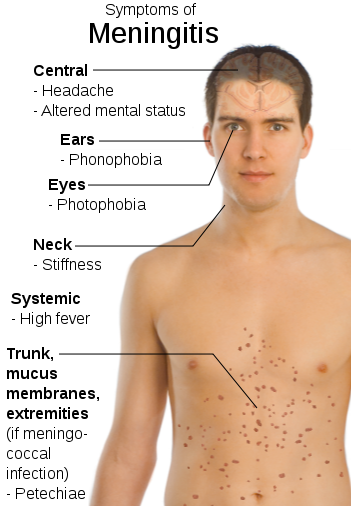 Symptoms of
Meningitis
Central
- Headache
- Altered mental status
Ears
- Phonophobia
Eyes
- Photophobia
Neck
- Stiffness
Systemic
- High fever
Trunk,
mucus
membranes,
extremities
(if meningo-
coccal
infection)
- Petechiae